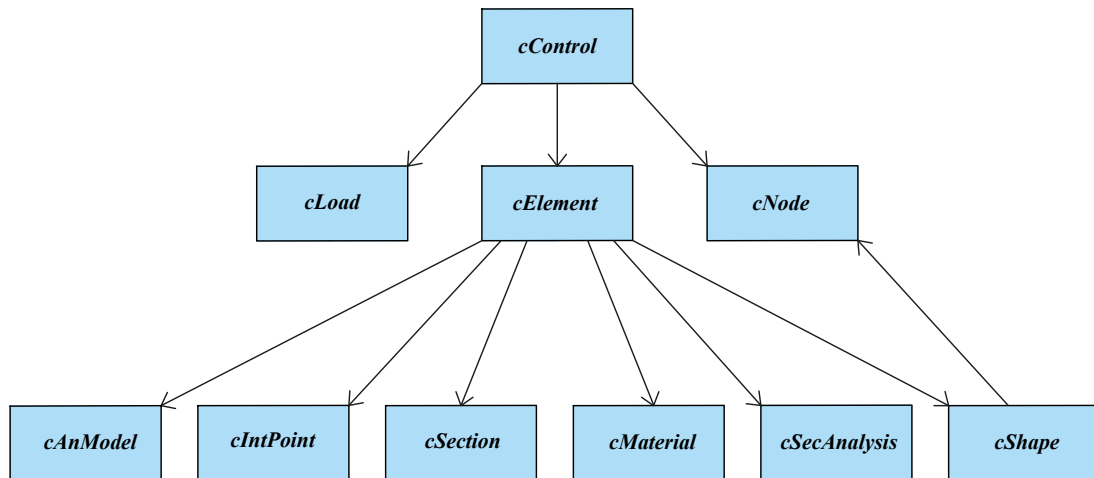 cControl
cLoad
cElement
cNode
cAnModel
cIntPoint
cSection
cMaterial
cSecAnalysis
cShape